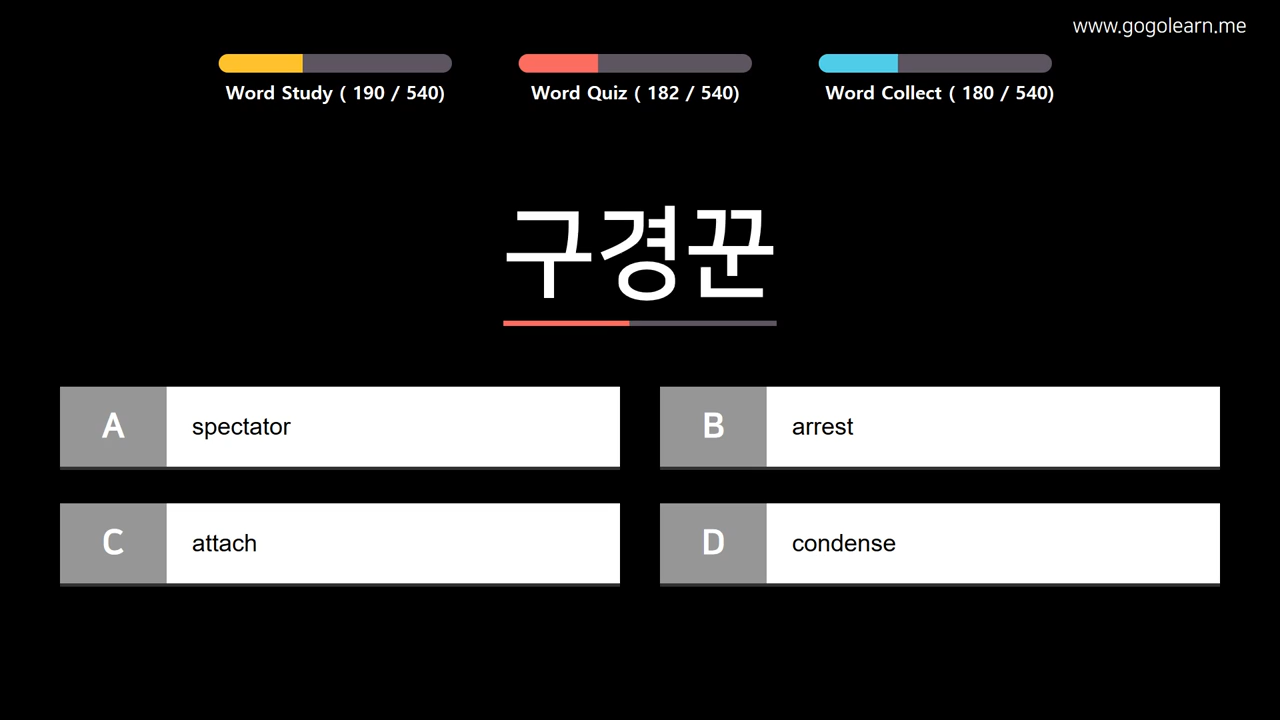 www.gogolearn.me
Word Study ( 190 / 540)
Word Quiz ( 182 / 540)
Word Collect ( 180 / 540)
구경꾼
A spectator
B arrest
C attach
D condense